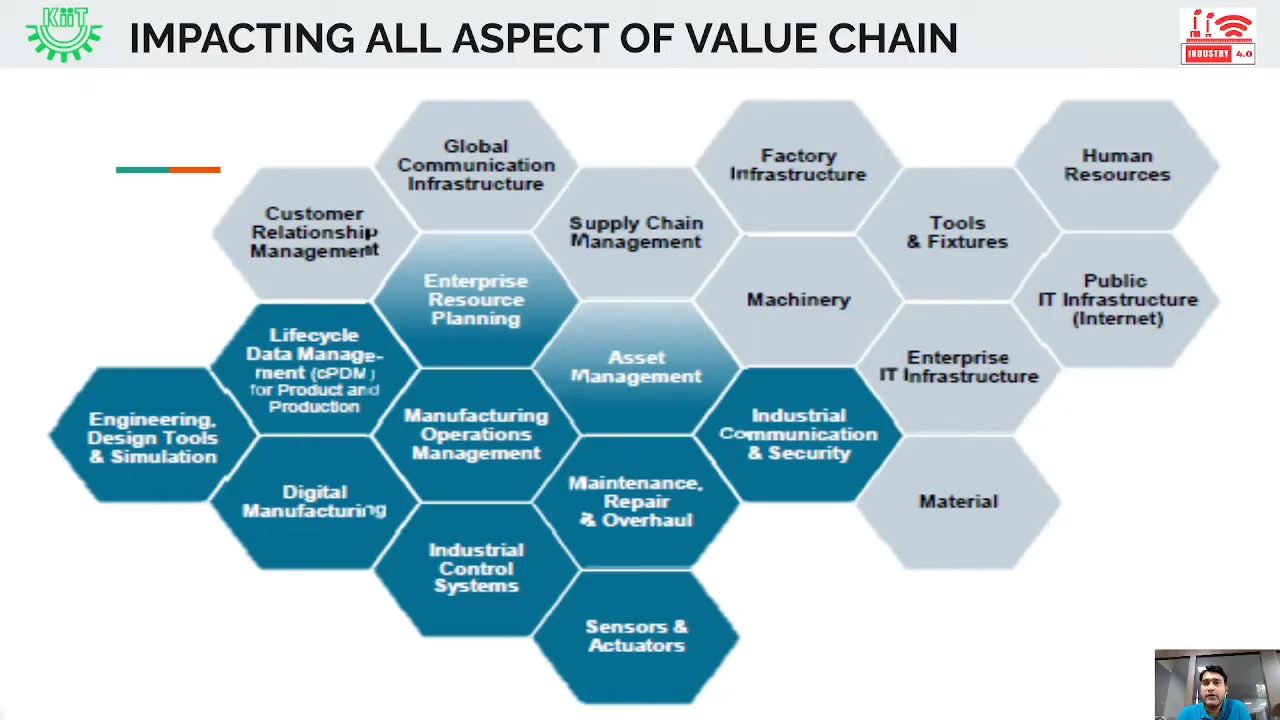 KiiT
IMPACTING ALL ASPECT OF VALUE CHAIN
INDUSTRY 4.0
Global
Communication
Infrastructure
Factory
Infrastructure
Human
Resources
Customer
Relationship
Management
Supply Chain
Management
Tools
& Fixtures
Enterprise
Resource
Planning
Machinery
Public
IT Infrastructure
(Internet)
Lifecycle
Data Manage-
ment (cPDM)
for Product and
Production
Asset
Management
Enterprise
IT Infrastructure
Engineering,
Design Tools
& Simulation
Manufacturing
Operations
Management
Industrial
Communication
& Security
Digital
Manufacturing
Maintenance,
Repair
& Overhaul
Material
Industrial
Control
Systems
Sensors &
Actuators